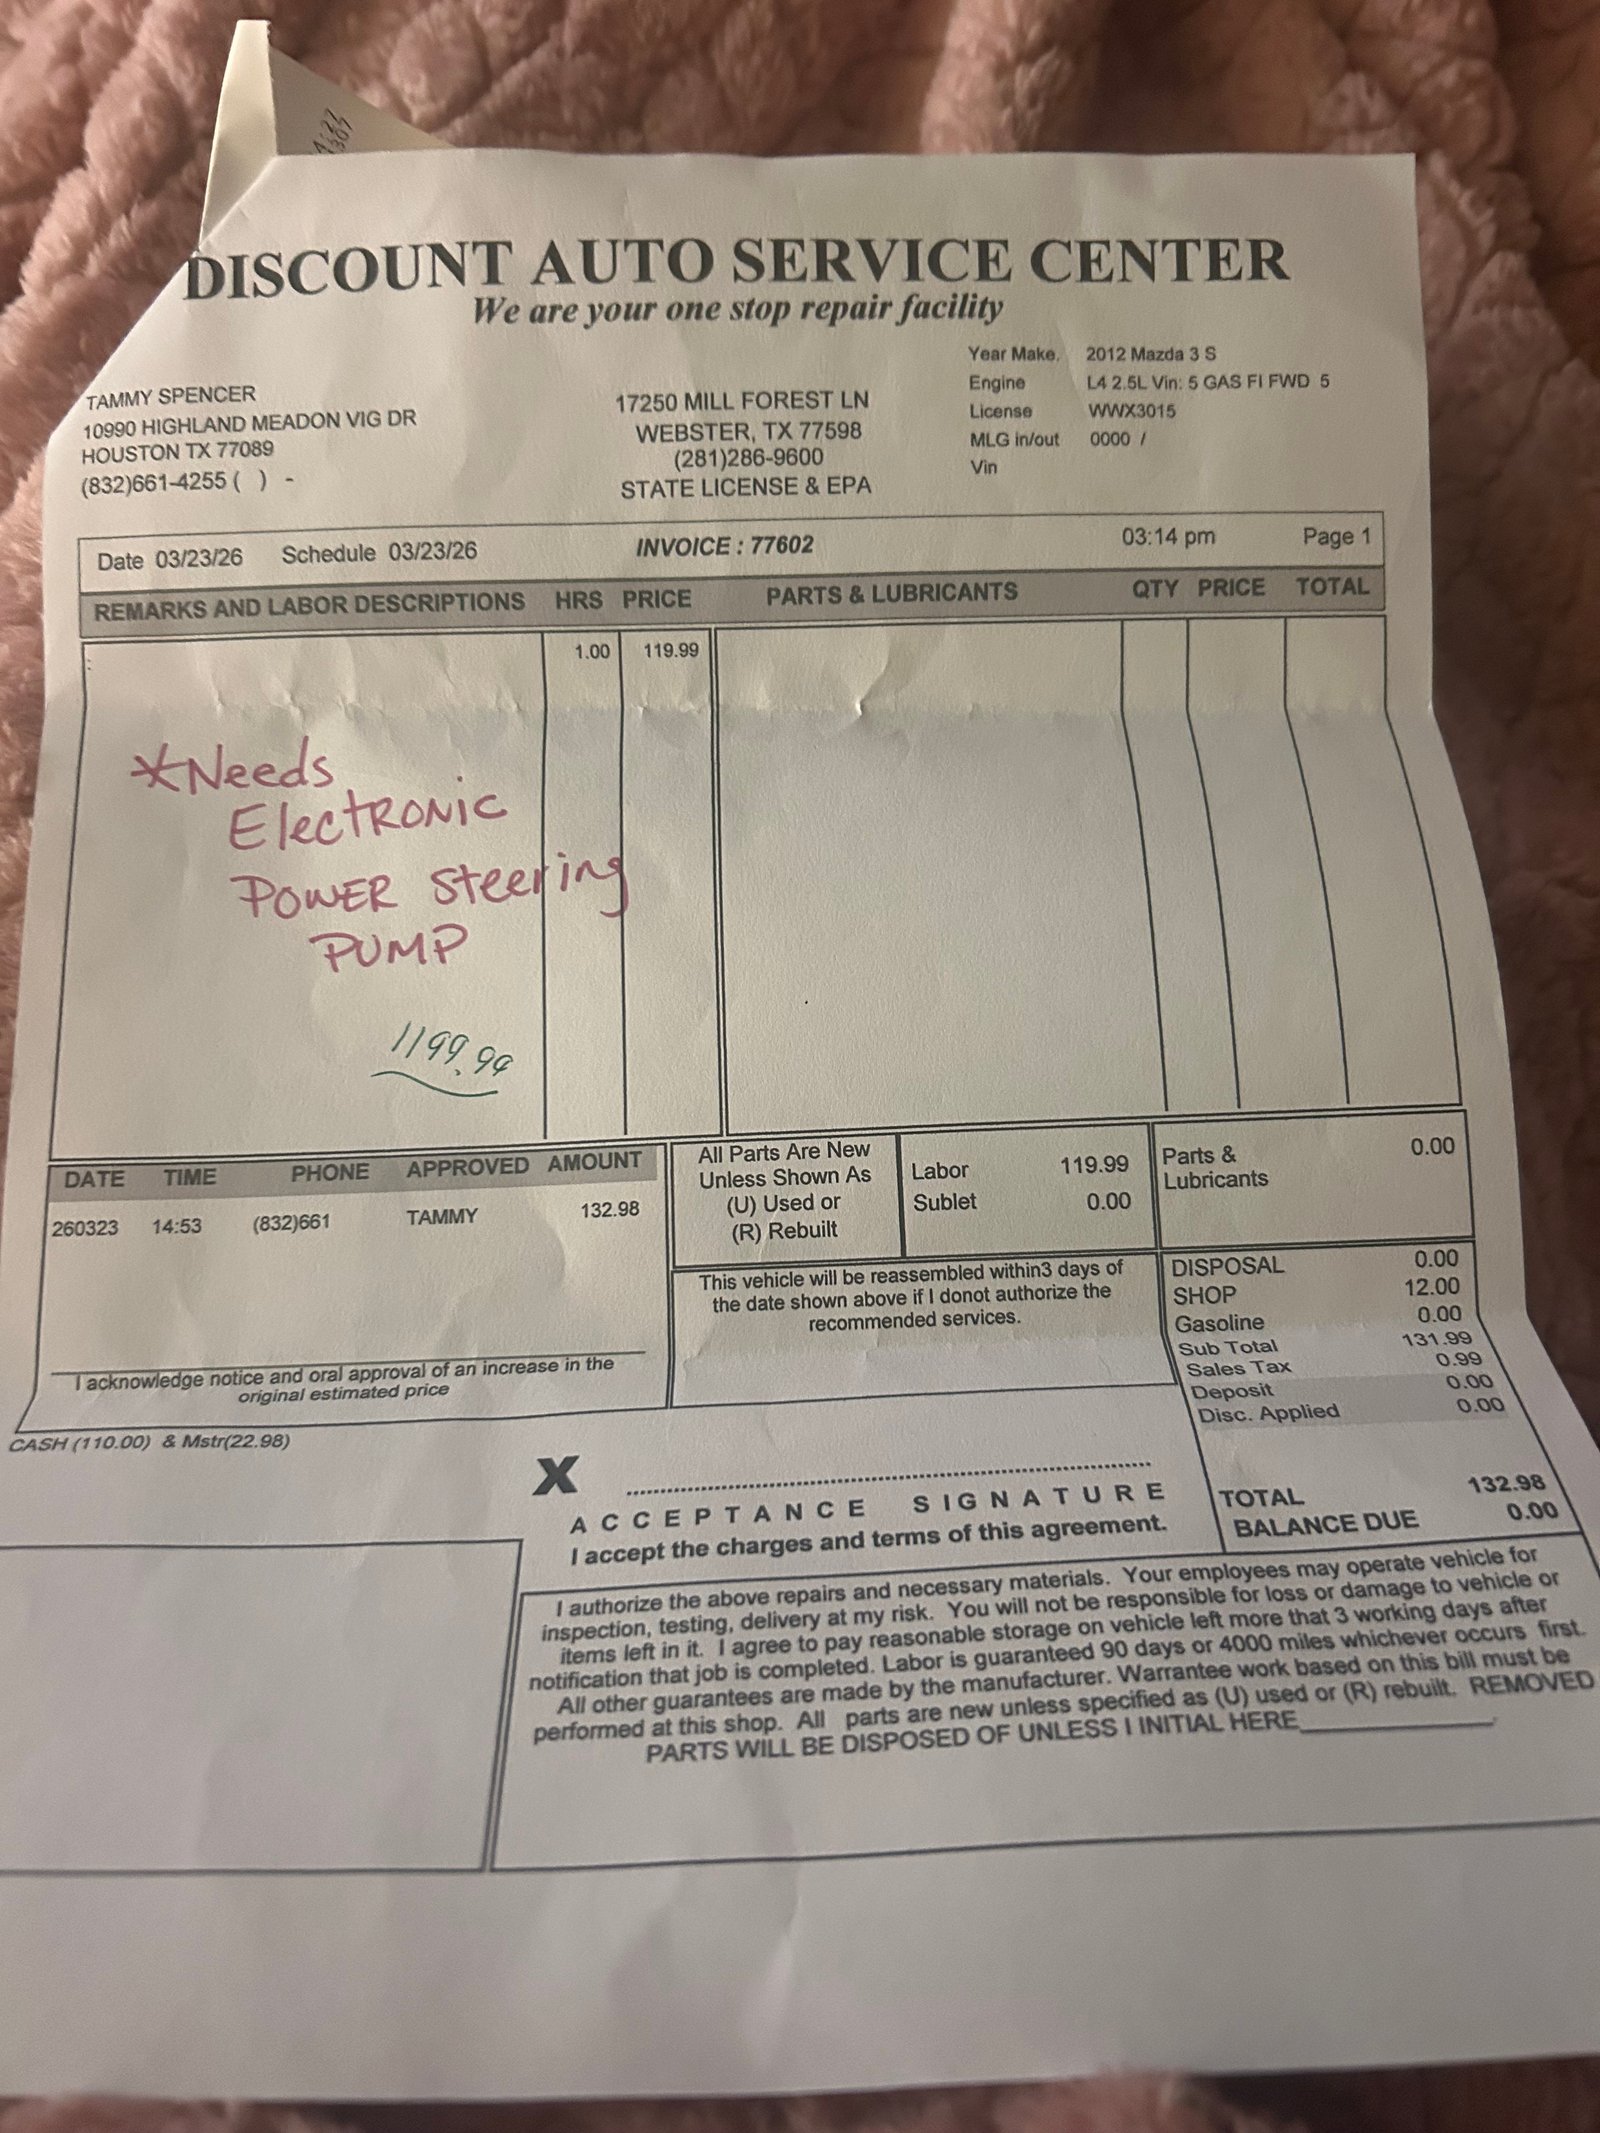 DISCOUNT AUTO SERVICE CENTER
We are your one stop repair facility
TAMMY SPENCER
10990 HIGHLAND MEADON VIG DR
HOUSTON TX 77089
(832)661-4255 (   )   -
17250 MILL FOREST LN
WEBSTER, TX 77598
(281)286-9600
STATE LICENSE & EPA
Year Make. 2012 Mazda 3 S
Engine L4 2.5L Vin: 5 GAS FI FWD 5
License WWX3015
MLG in/out 0000 /
Vin
Date 03/23/26 Schedule 03/23/26 INVOICE : 77602 03:14 pm Page 1
REMARKS AND LABOR DESCRIPTIONS HRS PRICE PARTS & LUBRICANTS QTY PRICE TOTAL
: 1.00 119.99
*Needs
Electronic
Power Steering
Pump
1199.99
DATE TIME PHONE APPROVED AMOUNT
260323 14:53 (832)661 TAMMY 132.98
I acknowledge notice and oral approval of an increase in the
original estimated price
CASH (110.00) & Mstr(22.98)
All Parts Are New
Unless Shown As
(U) Used or
(R) Rebuilt
Labor 119.99
Sublet 0.00
Parts & 0.00
Lubricants
This vehicle will be reassembled within3 days of
the date shown above if I donot authorize the
recommended services.
DISPOSAL 0.00
SHOP 12.00
Gasoline 0.00
Sub Total 131.99
Sales Tax 0.99
Deposit 0.00
Disc. Applied 0.00
TOTAL 132.98
BALANCE DUE 0.00
X
ACCEPTANCE SIGNATURE
I accept the charges and terms of this agreement.
I authorize the above repairs and necessary materials. Your employees may operate vehicle for
inspection, testing, delivery at my risk. You will not be responsible for loss or damage to vehicle or
items left in it. I agree to pay reasonable storage on vehicle left more that 3 working days after
notification that job is completed. Labor is guaranteed 90 days or 4000 miles whichever occurs first.
All other guarantees are made by the manufacturer. Warrantee work based on this bill must be
performed at this shop. All parts are new unless specified as (U) used or (R) rebuilt. REMOVED
PARTS WILL BE DISPOSED OF UNLESS I INITIAL HERE